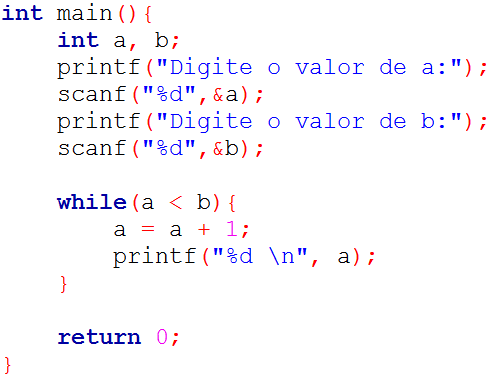 int main(){
    int a, b;
    printf("Digite o valor de a:");
    scanf("%d",&a);
    printf("Digite o valor de b:");
    scanf("%d",&b);

    while(a < b){
        a = a + 1;
        printf("%d \n", a);
    }

    return 0;
}